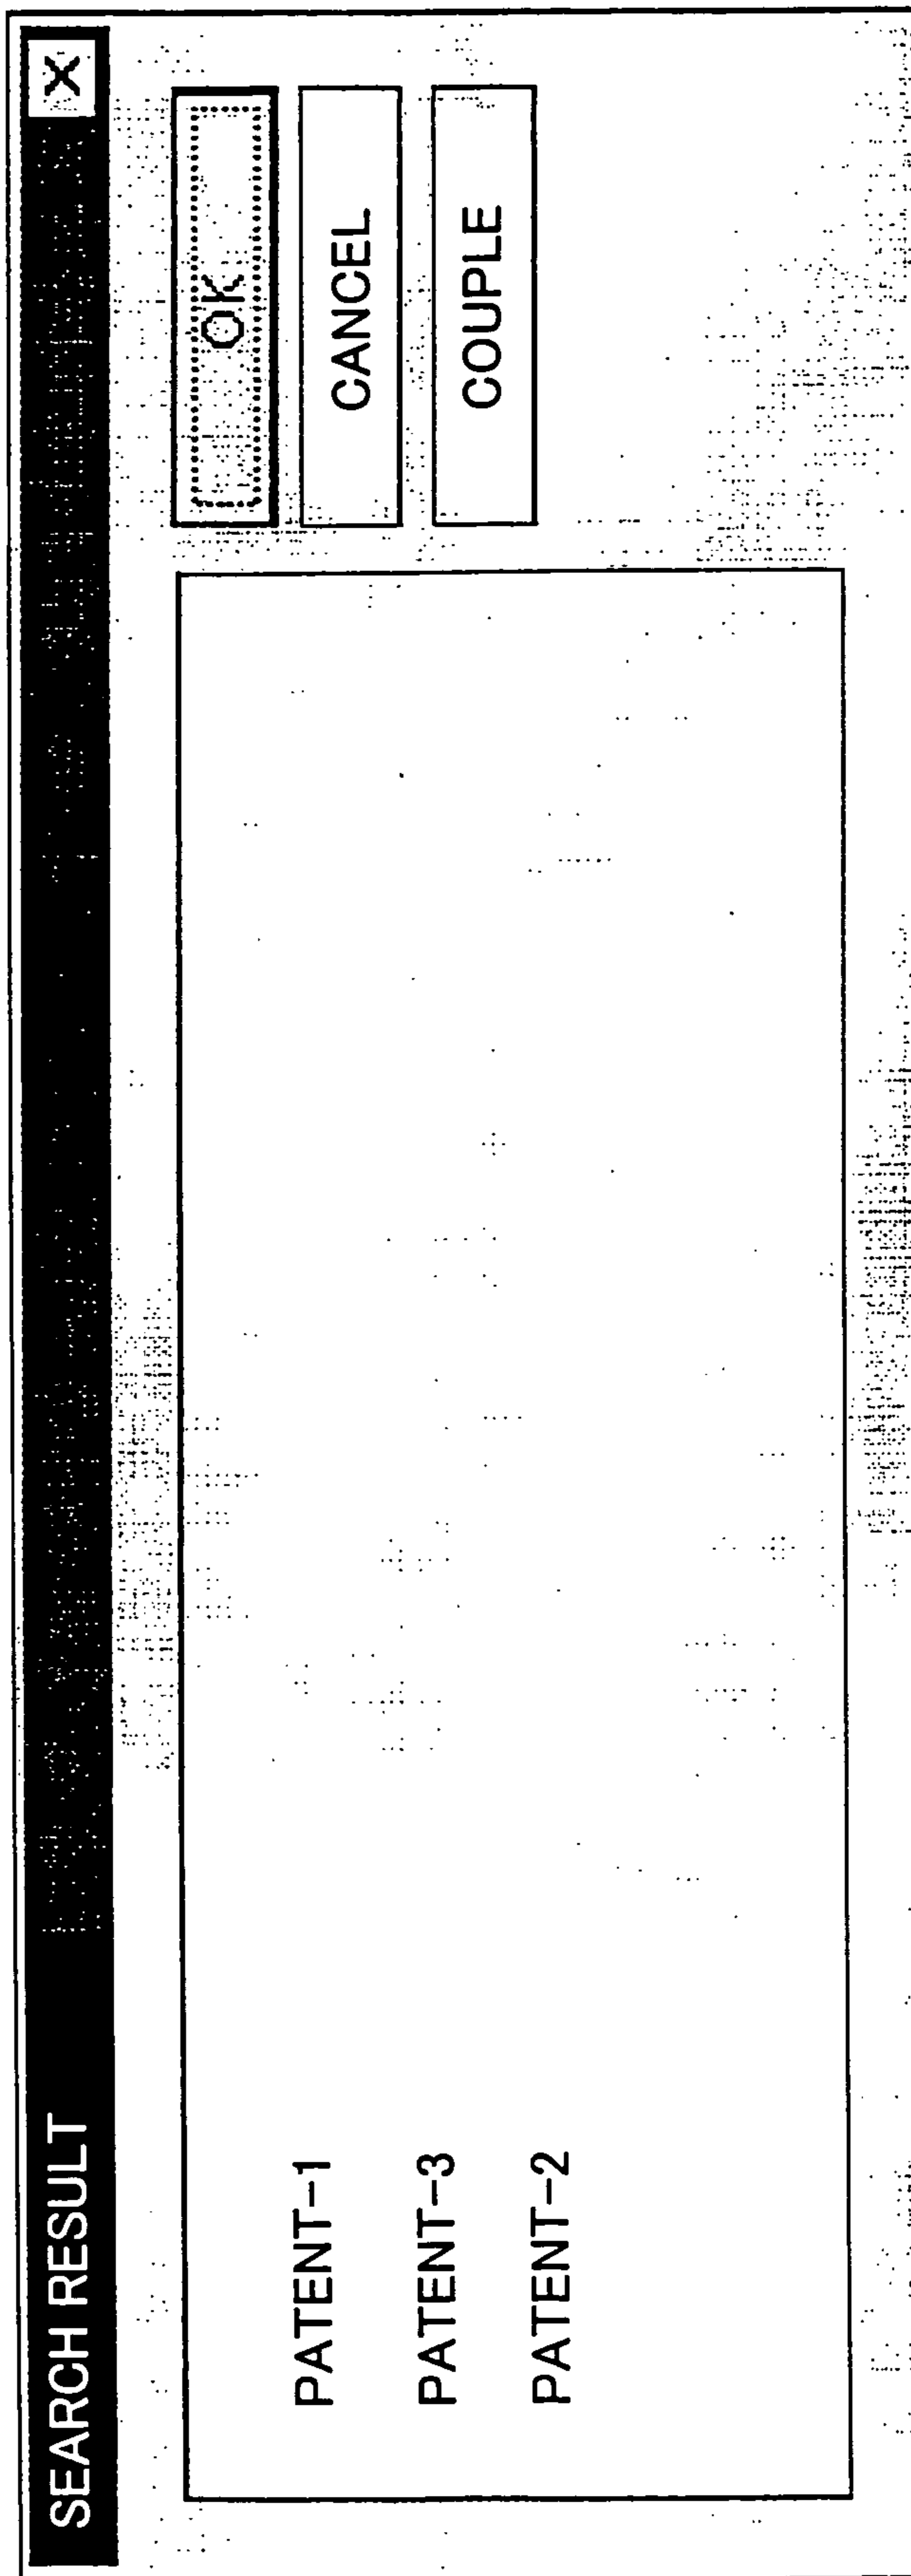 SEARCH RESULT
X
OK
CANCEL
COUPLE
PATENT-1
PATENT-3
PATENT-2